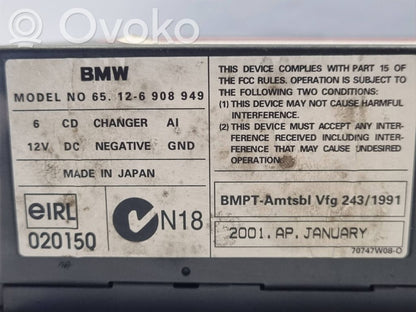 Ovoko
BMW
MODEL NO 65. 12-6 908 949
6 CD CHANGER AI
12V DC NEGATIVE GND
MADE IN JAPAN
eIRL
020150
N18
THIS DEVICE COMPLIES WITH PART 15 OF
THE FCC RULES. OPERATION IS SUBJECT TO
THE FOLLOWING TWO CONDITIONS:
(1) THIS DEVICE MAY NOT CAUSE HARMFUL
INTERFERENCE.
(2) THIS DEVICE MUST ACCEPT ANY INTER-
FERENCE RECEIVED INCLUDING INTER-
FERENCE THAT MAY CAUSE UNDESIRED
OPERATION.
BMPT-Amtsbl Vfg 243/1991
2001. AP. JANUARY
70747W08-O